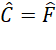 Ĉ = F̂